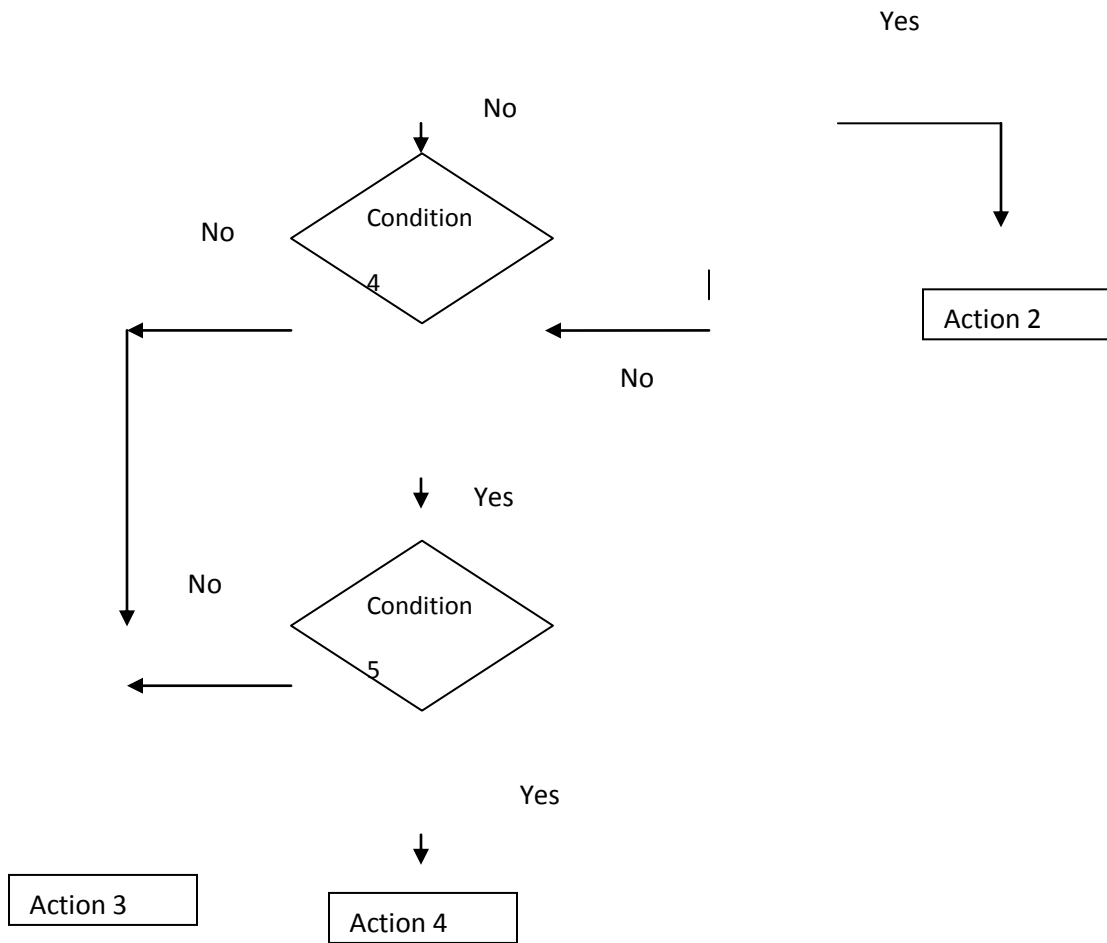 Yes
No
Condition
No
4
Action 2
No
Yes
No
Condition
5
Yes
Action 3
Action 4